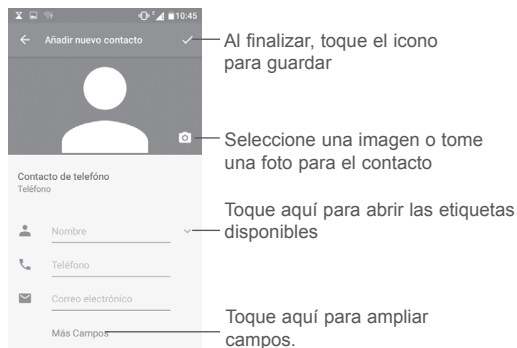 10:45
Añadir nuevo contacto
Al finalizar, toque el icono
para guardar
Seleccione una imagen o tome
una foto para el contacto
Contacto de telefóno
Teléfono
Toque aquí para abrir las etiquetas
disponibles
Nombre
Teléfono
Correo electrónico
Más Campos
Toque aquí para ampliar
campos.